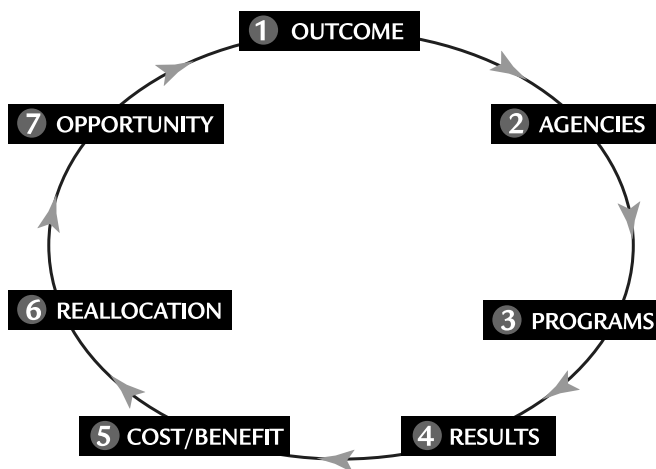 1 OUTCOME
2 AGENCIES
3 PROGRAMS
4 RESULTS
5 COST/BENEFIT
6 REALLOCATION
7 OPPORTUNITY